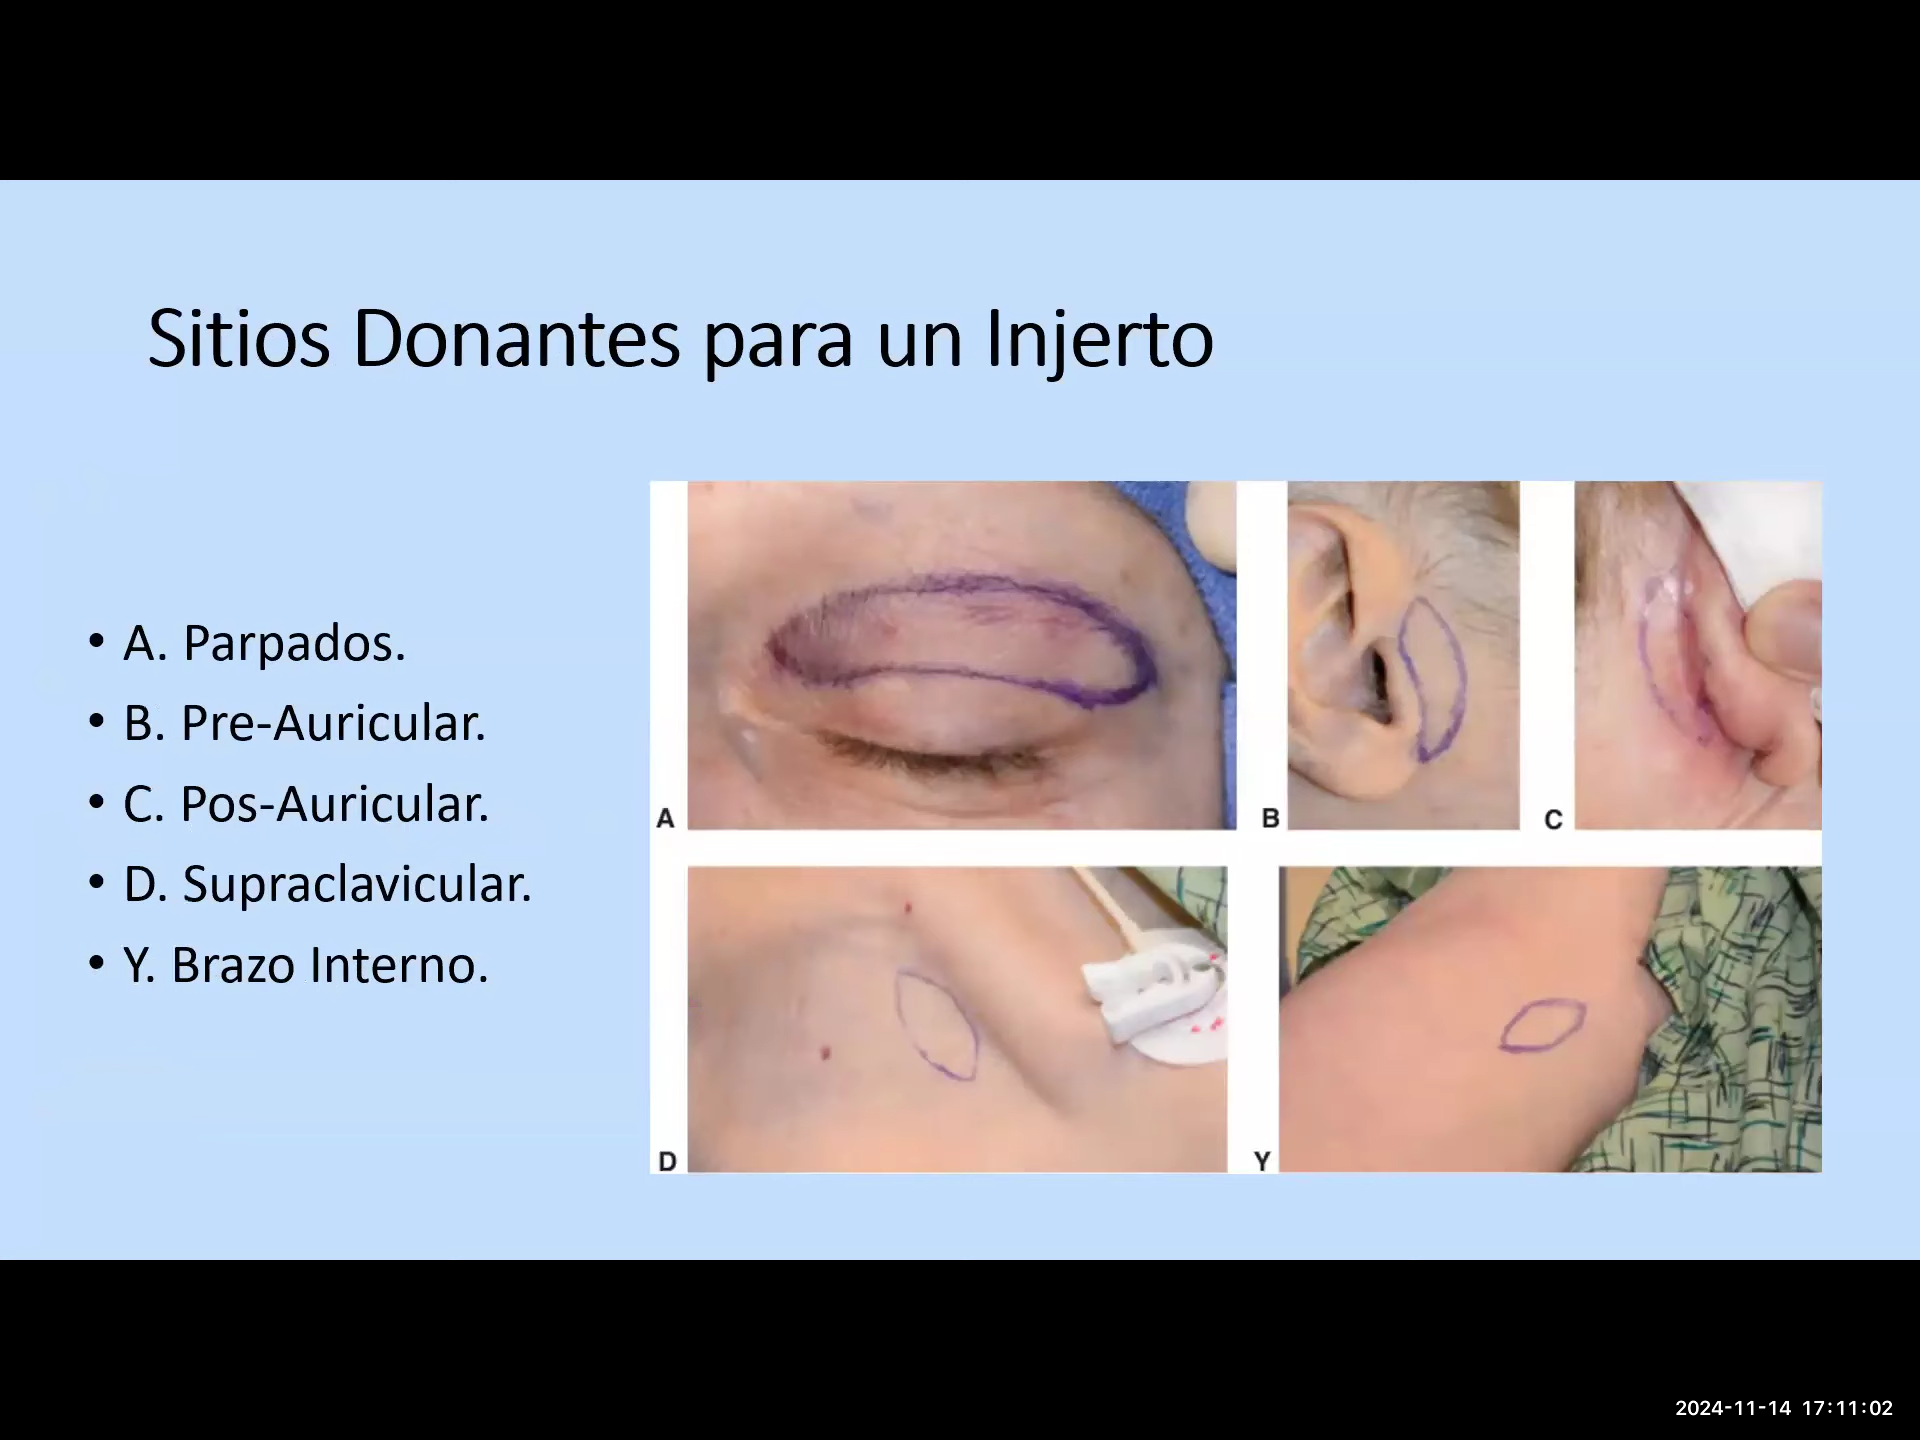 Sitios Donantes para un Injerto
• A. Parpados.
• B. Pre-Auricular.
• C. Pos-Auricular.
• D. Supraclavicular.
• Y. Brazo Interno.
A
B
C
D
Y
2024-11-14 17:11:02